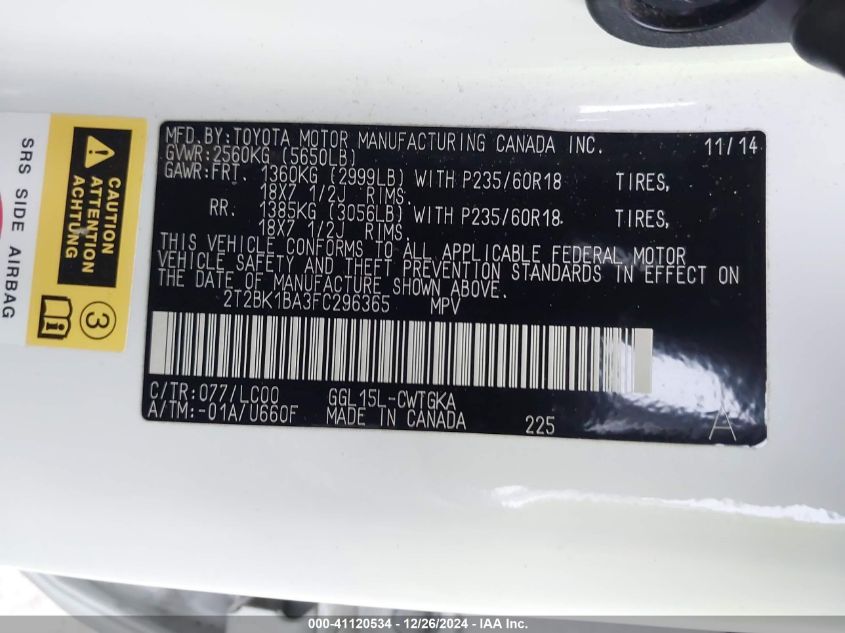 MFD.BY:TOYOTA MOTOR MANUFACTURING CANADA INC. 11/14
GVWR:2560KG (5650LB)
GAWR:FRT. 1360KG (2999LB) WITH P235/60R18 TIRES,
18X7 1/2J RIMS.
RR. 1385KG (3056LB) WITH P235/60R18 TIRES,
18X7 1/2J RIMS.
THIS VEHICLE CONFORMS TO ALL APPLICABLE FEDERAL MOTOR
VEHICLE SAFETY AND THEFT PREVENTION STANDARDS IN EFFECT ON
THE DATE OF MANUFACTURE SHOWN ABOVE.
2T2BK1BA3FC296365 MPV
C/TR:077/LC00 GGL15L-CWTGKA
A/TM:-01A/U660F MADE IN CANADA 225
A
SRS SIDE AIRBAG
CAUTION
ATTENTION
ACHTUNG
i
3
000-41120534 - 12/26/2024 - IAA Inc.